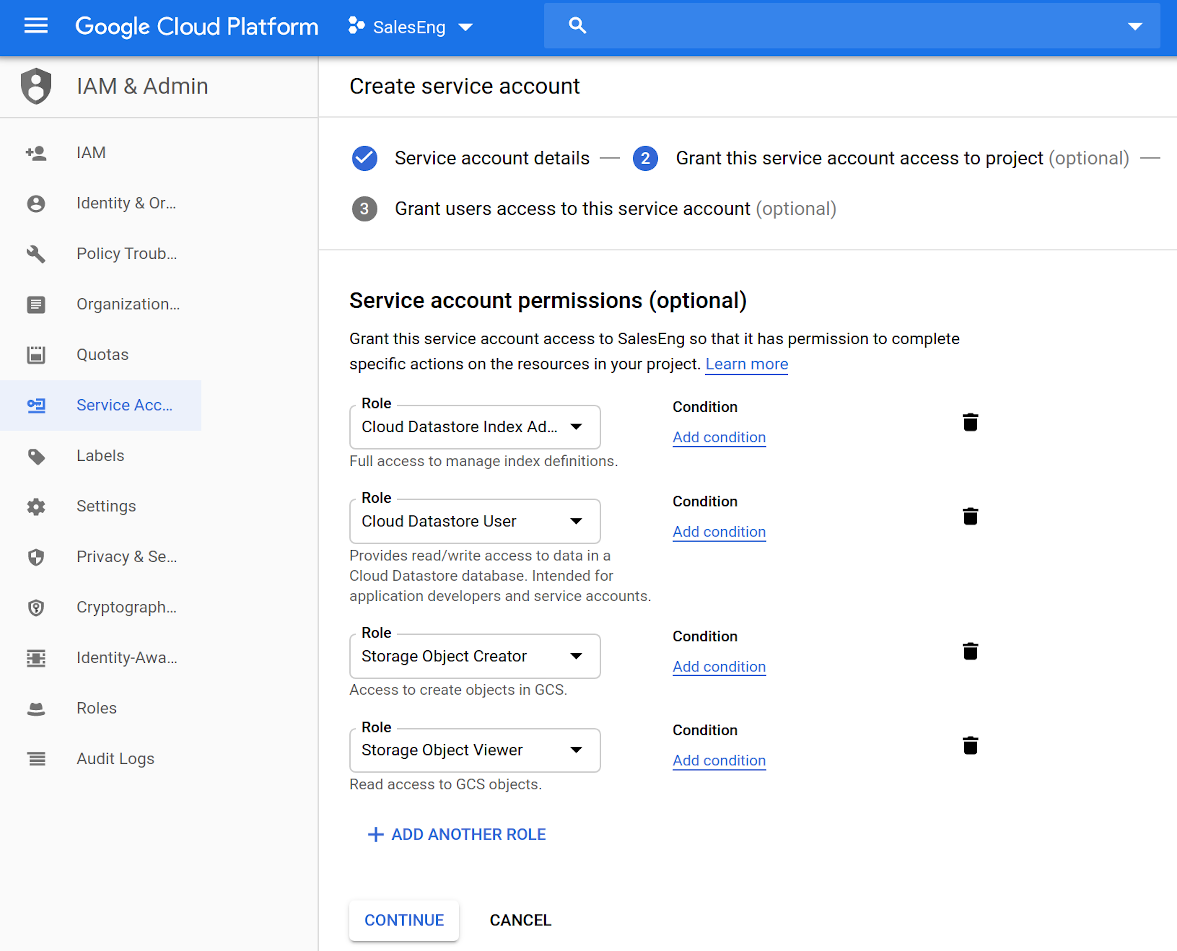 Google Cloud Platform
SalesEng
IAM & Admin
IAM
Identity & Or...
Policy Troub...
Organization...
Quotas
Service Acc...
Labels
Settings
Privacy & Se...
Cryptograph...
Identity-Awa...
Roles
Audit Logs
Create service account
Service account details — 2 Grant this service account access to project (optional) —
3 Grant users access to this service account (optional)
Service account permissions (optional)
Grant this service account access to SalesEng so that it has permission to complete
specific actions on the resources in your project. Learn more
Role
Cloud Datastore Index Ad...
Full access to manage index definitions.
Condition
Add condition
Role
Cloud Datastore User
Provides read/write access to data in a
Cloud Datastore database. Intended for
application developers and service accounts.
Condition
Add condition
Role
Storage Object Creator
Access to create objects in GCS.
Condition
Add condition
Role
Storage Object Viewer
Read access to GCS objects.
Condition
Add condition
+ ADD ANOTHER ROLE
CONTINUE
CANCEL